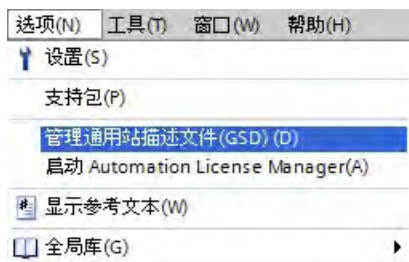 选项(N) 工具(T) 窗口(W) 帮助(H)
设置(S)
支持包(P)
管理通用站描述文件(GSD) (D)
启动 Automation License Manager(A)
显示参考文本(W)
全局库(G)